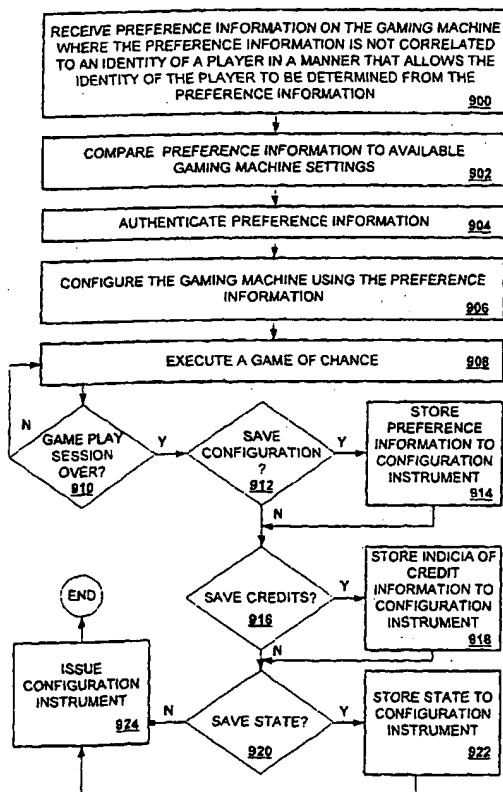 RECEIVE PREFERENCE INFORMATION ON THE GAMING MACHINE
WHERE THE PREFERENCE INFORMATION IS NOT CORRELATED
TO AN IDENTITY OF A PLAYER IN A MANNER THAT ALLOWS THE
IDENTITY OF THE PLAYER TO BE DETERMINED FROM THE
PREFERENCE INFORMATION
900
COMPARE PREFERENCE INFORMATION TO AVAILABLE
GAMING MACHINE SETTINGS
902
AUTHENTICATE PREFERENCE INFORMATION
904
CONFIGURE THE GAMING MACHINE USING THE PREFERENCE
INFORMATION
906
EXECUTE A GAME OF CHANCE
908
N
GAME PLAY
SESSION
OVER?
910
Y
SAVE
CONFIGURATION
?
912
Y
STORE
PREFERENCE
INFORMATION TO
CONFIGURATION
INSTRUMENT
914
N
END
SAVE CREDITS?
916
Y
STORE INDICIA OF
CREDIT
INFORMATION TO
CONFIGURATION
INSTRUMENT
918
N
ISSUE
CONFIGURATION
INSTRUMENT
924
N
SAVE STATE?
920
Y
STORE STATE TO
CONFIGURATION
INSTRUMENT
922